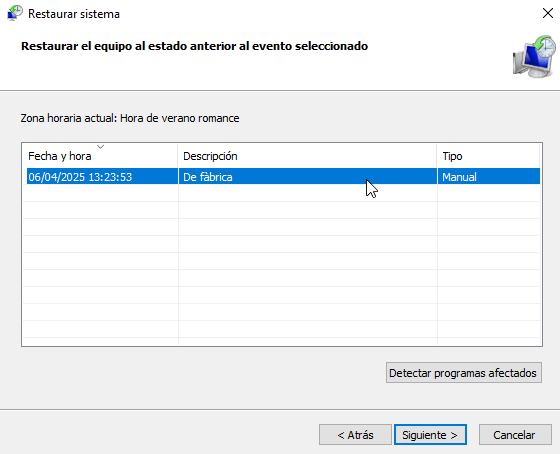 Restaurar sistema
Restaurar el equipo al estado anterior al evento seleccionado
Zona horaria actual: Hora de verano romance
Fecha y hora Descripción Tipo
06/04/2025 13:23:53 De fàbrica Manual
Detectar programas afectados
< Atrás Siguiente > Cancelar